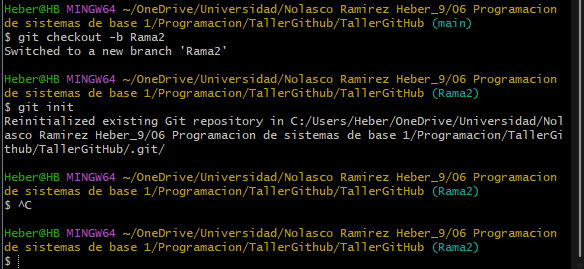 Heber@HB MINGW64 ~/OneDrive/Universidad/Nolasco Ramirez Heber_9/06 Programacion
de sistemas de base 1/Programacion/TallerGithub/TallerGitHub (main)
$ git checkout -b Rama2
Switched to a new branch 'Rama2'
Heber@HB MINGW64 ~/OneDrive/Universidad/Nolasco Ramirez Heber_9/06 Programacion
de sistemas de base 1/Programacion/TallerGithub/TallerGitHub (Rama2)
$ git init
Reinitialized existing Git repository in C:/Users/Heber/OneDrive/Universidad/Nol
asco Ramirez Heber_9/06 Programacion de sistemas de base 1/Programacion/TallerGi
thub/TallerGitHub/.git/
Heber@HB MINGW64 ~/OneDrive/Universidad/Nolasco Ramirez Heber_9/06 Programacion
de sistemas de base 1/Programacion/TallerGithub/TallerGitHub (Rama2)
$ ^C
Heber@HB MINGW64 ~/OneDrive/Universidad/Nolasco Ramirez Heber_9/06 Programacion
de sistemas de base 1/Programacion/TallerGithub/TallerGitHub (Rama2)
$